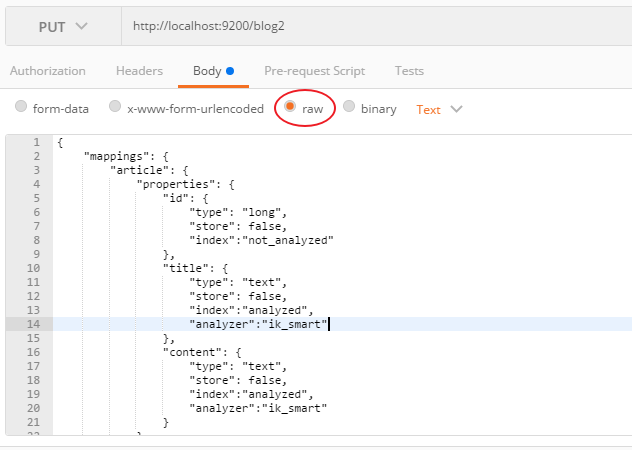 PUT http://localhost:9200/blog2
Authorization Headers Body Pre-request Script Tests
form-data x-www-form-urlencoded raw binary Text
1 {
2 "mappings": {
3 "article": {
4 "properties": {
5 "id": {
6 "type": "long",
7 "store": false,
8 "index":"not_analyzed"
9 },
10 "title": {
11 "type": "text",
12 "store": false,
13 "index":"analyzed",
14 "analyzer":"ik_smart"
15 },
16 "content": {
17 "type": "text",
18 "store": false,
19 "index":"analyzed",
20 "analyzer":"ik_smart"
21 }